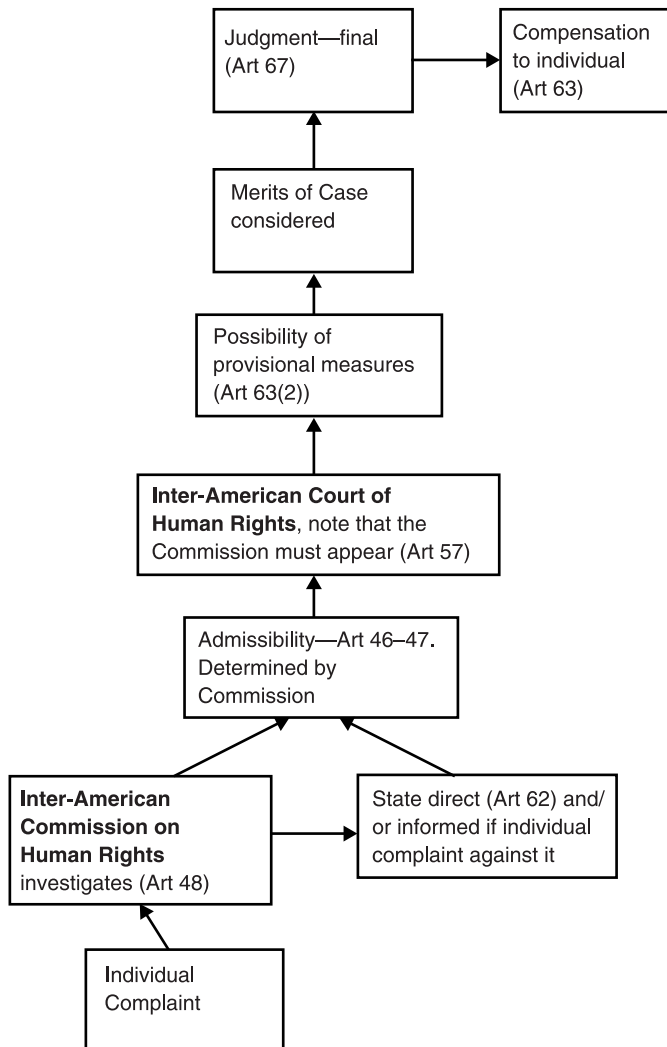 Judgment—final
(Art 67)
Compensation
to individual
(Art 63)
Merits of Case
considered
Possibility of
provisional measures
(Art 63(2))
Inter-American Court of
Human Rights, note that the
Commission must appear (Art 57)
Admissibility—Art 46–47.
Determined by
Commission
Inter-American
Commission on
Human Rights
investigates (Art 48)
State direct (Art 62) and/
or informed if individual
complaint against it
Individual
Complaint